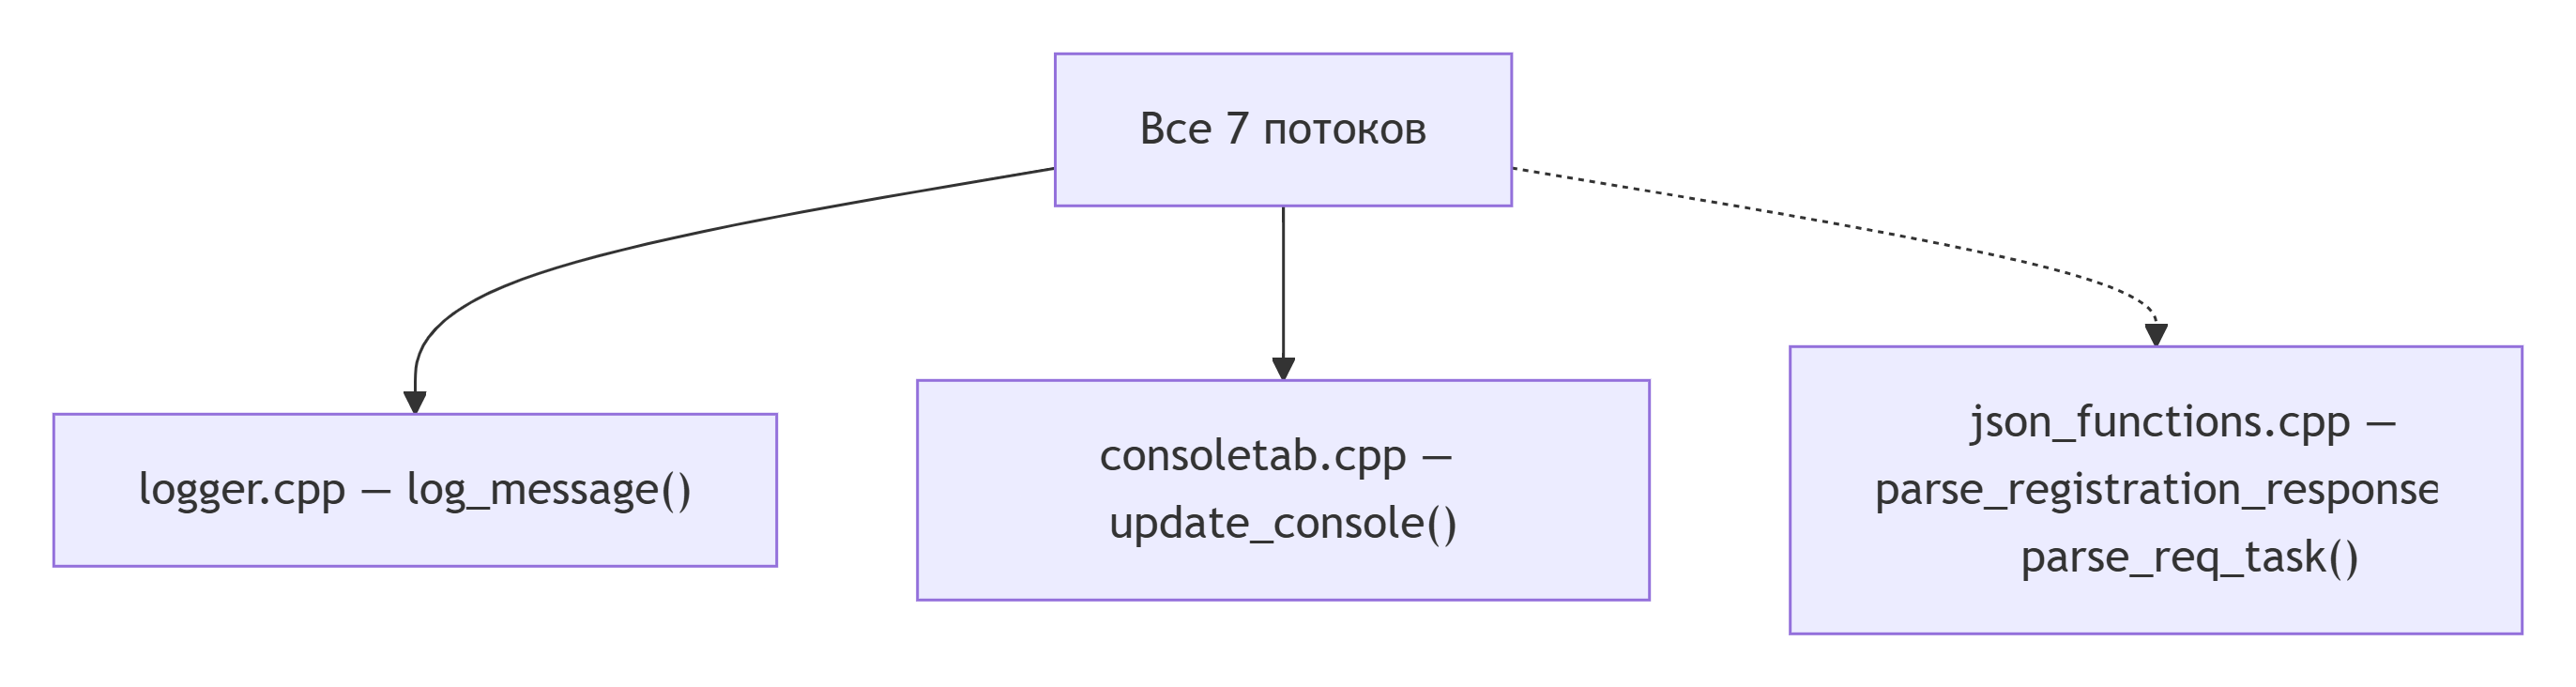 Все 7 потоков
logger.cpp — log_message()
consoletab.cpp —
update_console()
json_functions.cpp —
parse_registration_response
parse_req_task()